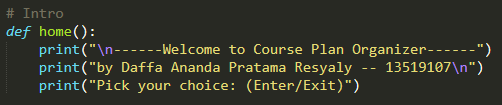 # Intro
def home():
    print("\n------Welcome to Course Plan Organizer------")
    print("by Daffa Ananda Pratama Resyaly -- 13519107\n")
    print("Pick your choice: (Enter/Exit)")